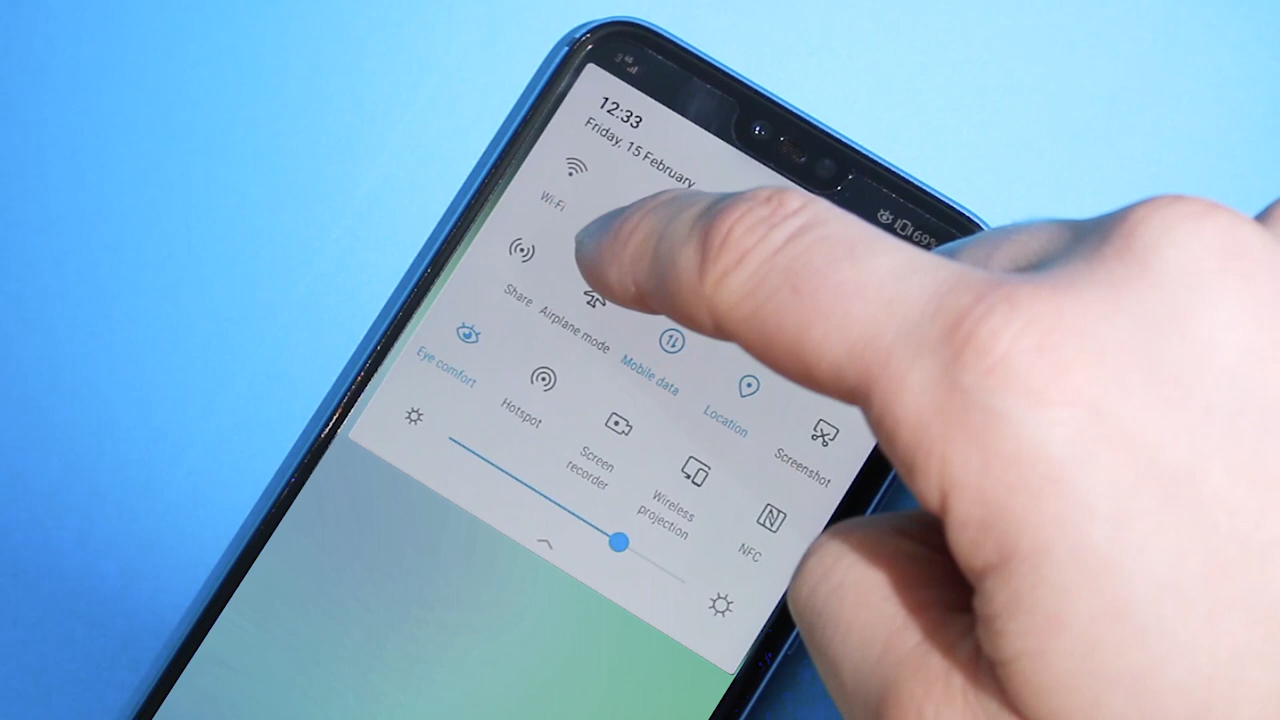 12:33
Friday, 15 February
69%
Wi-Fi
Share
Airplane mode
Mobile data
Location
Screenshot
Eye comfort
Hotspot
Screen
recorder
Wireless
projection
NFC